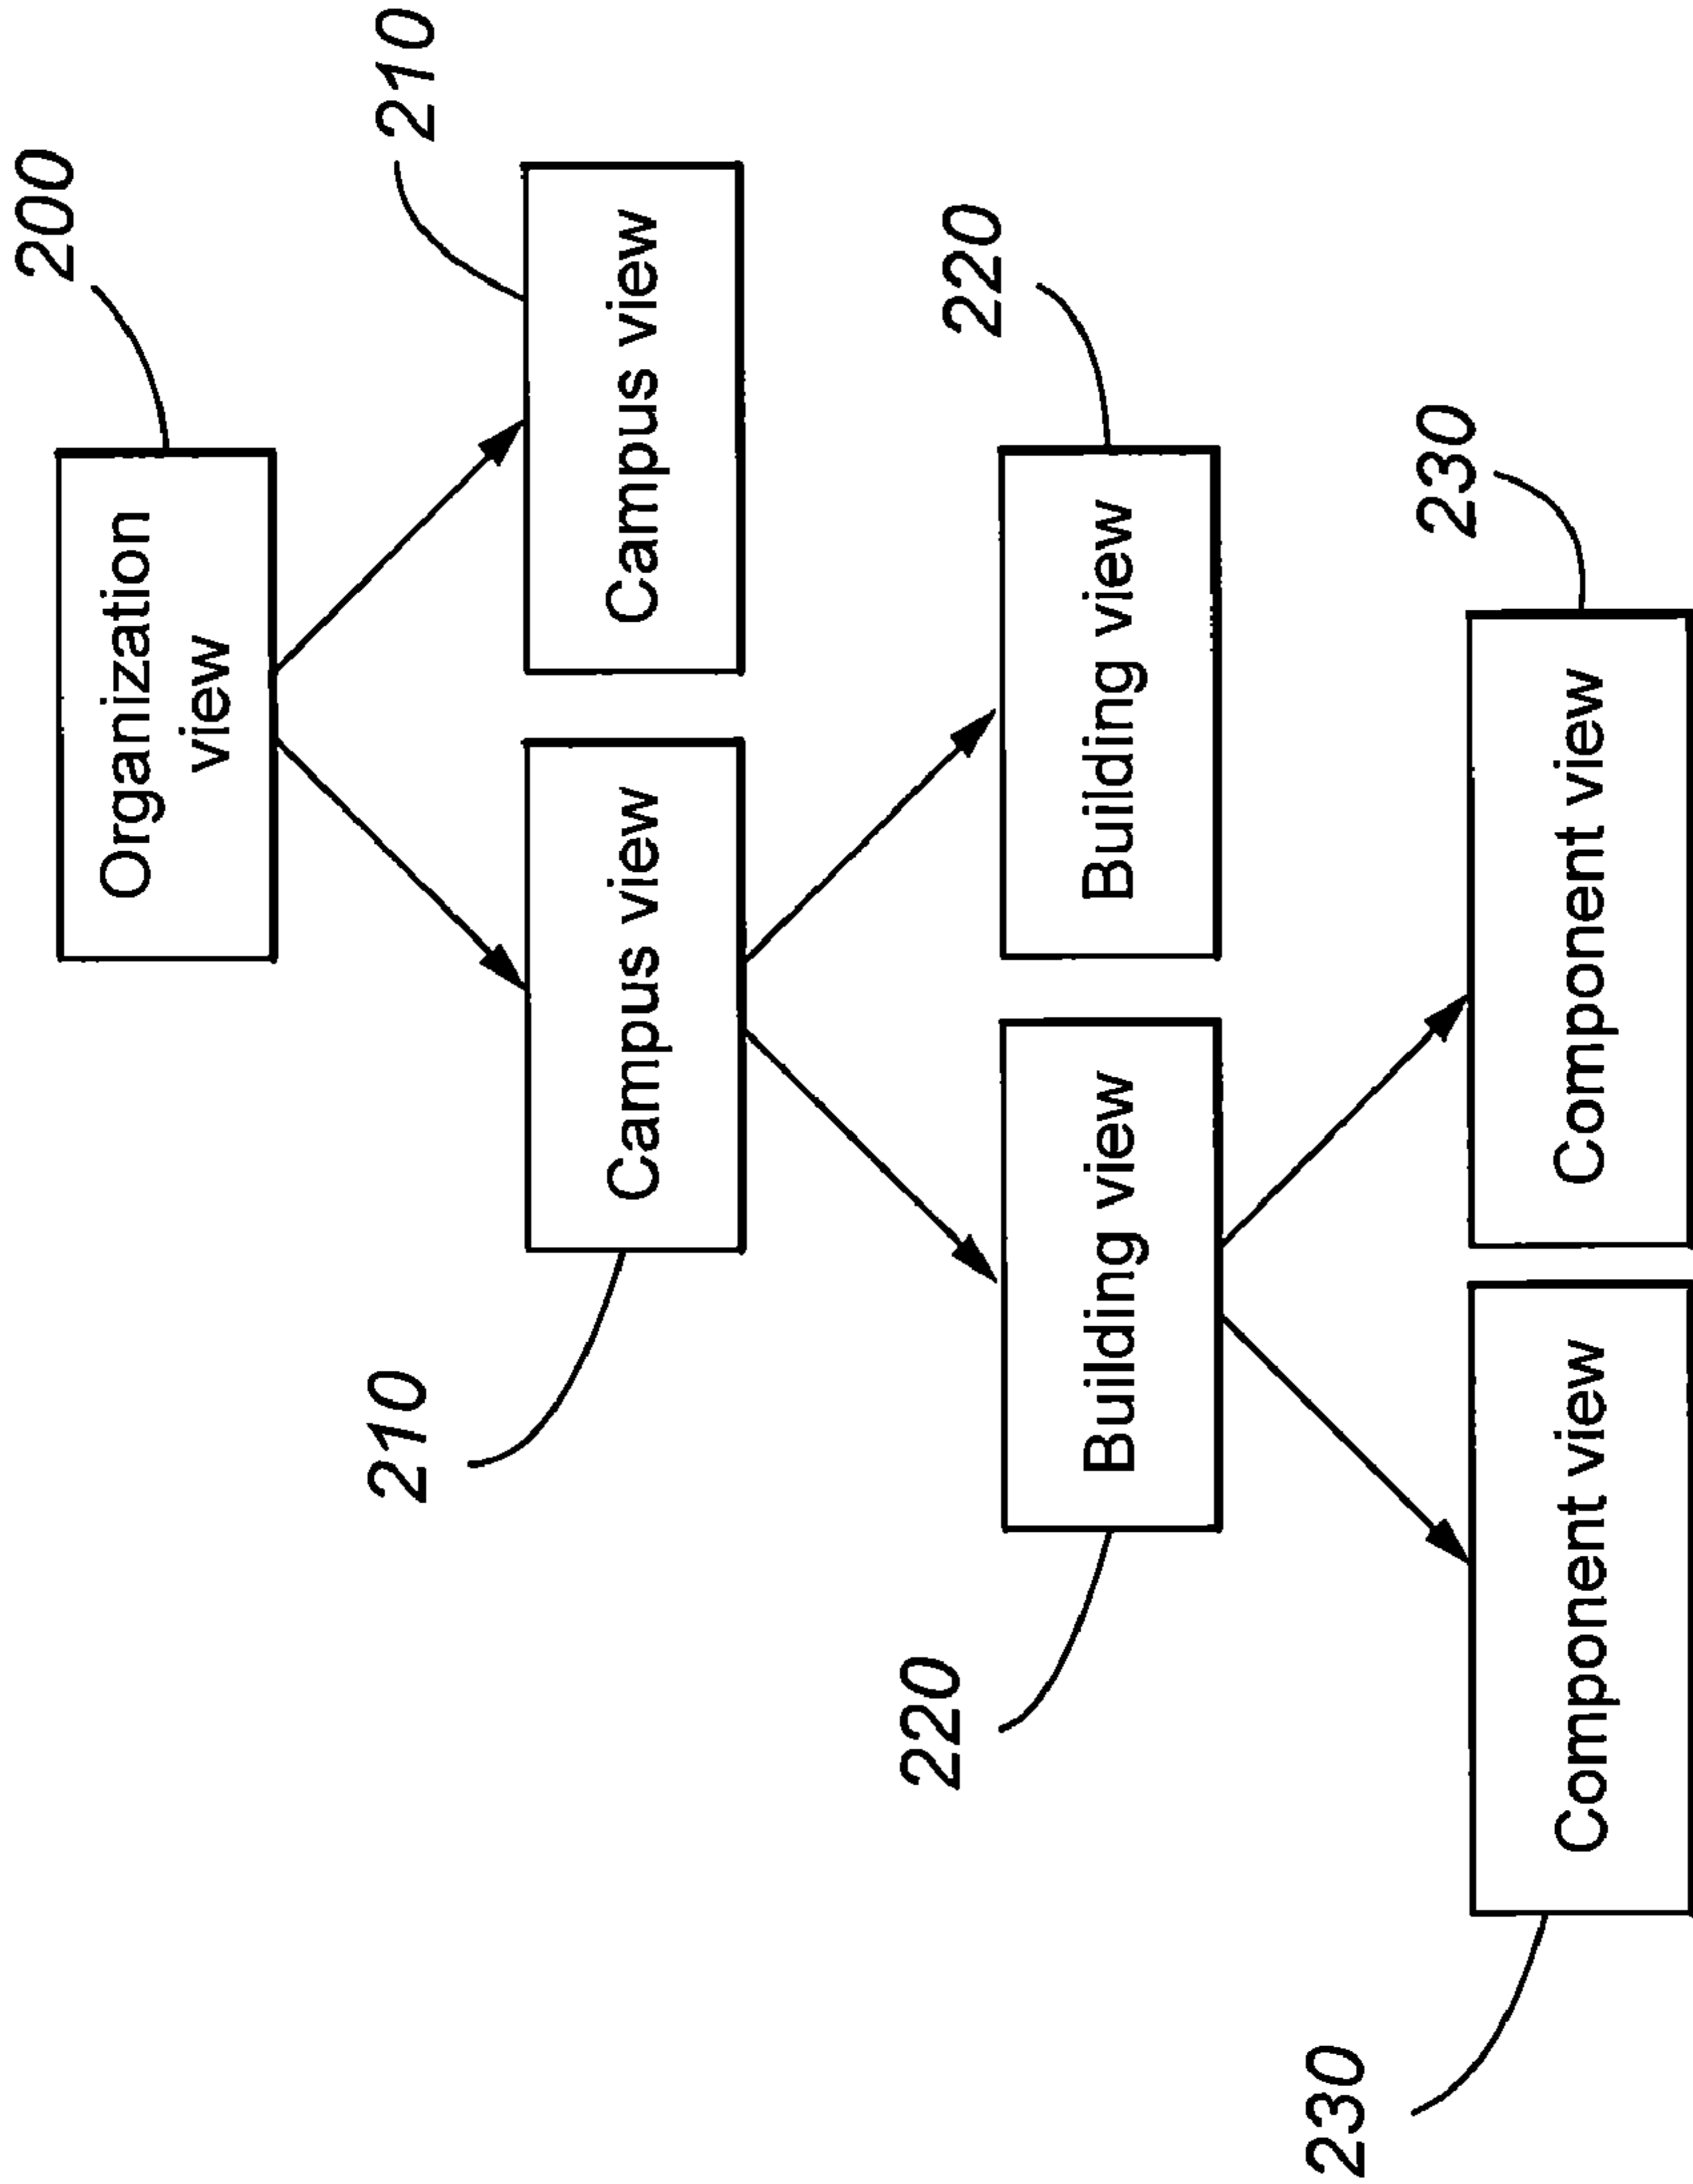 200
Organization
view
210
Campus view
Campus view
210
220
Building view
Building view
220
230
Component view
Component view
230